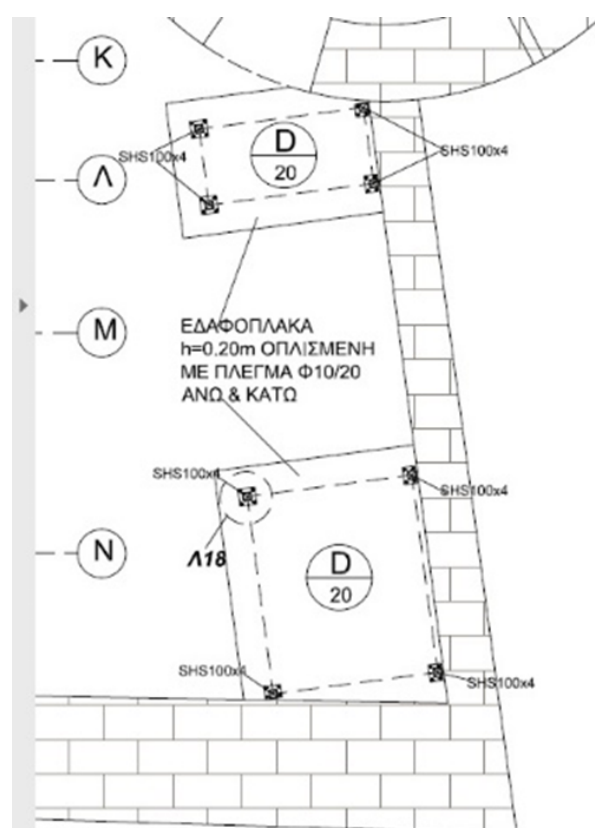 Κ
SHS100x4
D
20
SHS100x4
Λ
Μ
ΕΔΑΦΟΠΛΑΚΑ
h=0.20m ΟΠΛΙΣΜΕΝΗ
ΜΕ ΠΛΕΓΜΑ Φ10/20
ΑΝΩ & ΚΑΤΩ
SHS100x4
SHS100x4
Ν
Λ18
D
20
SHS100x4
SHS100x4